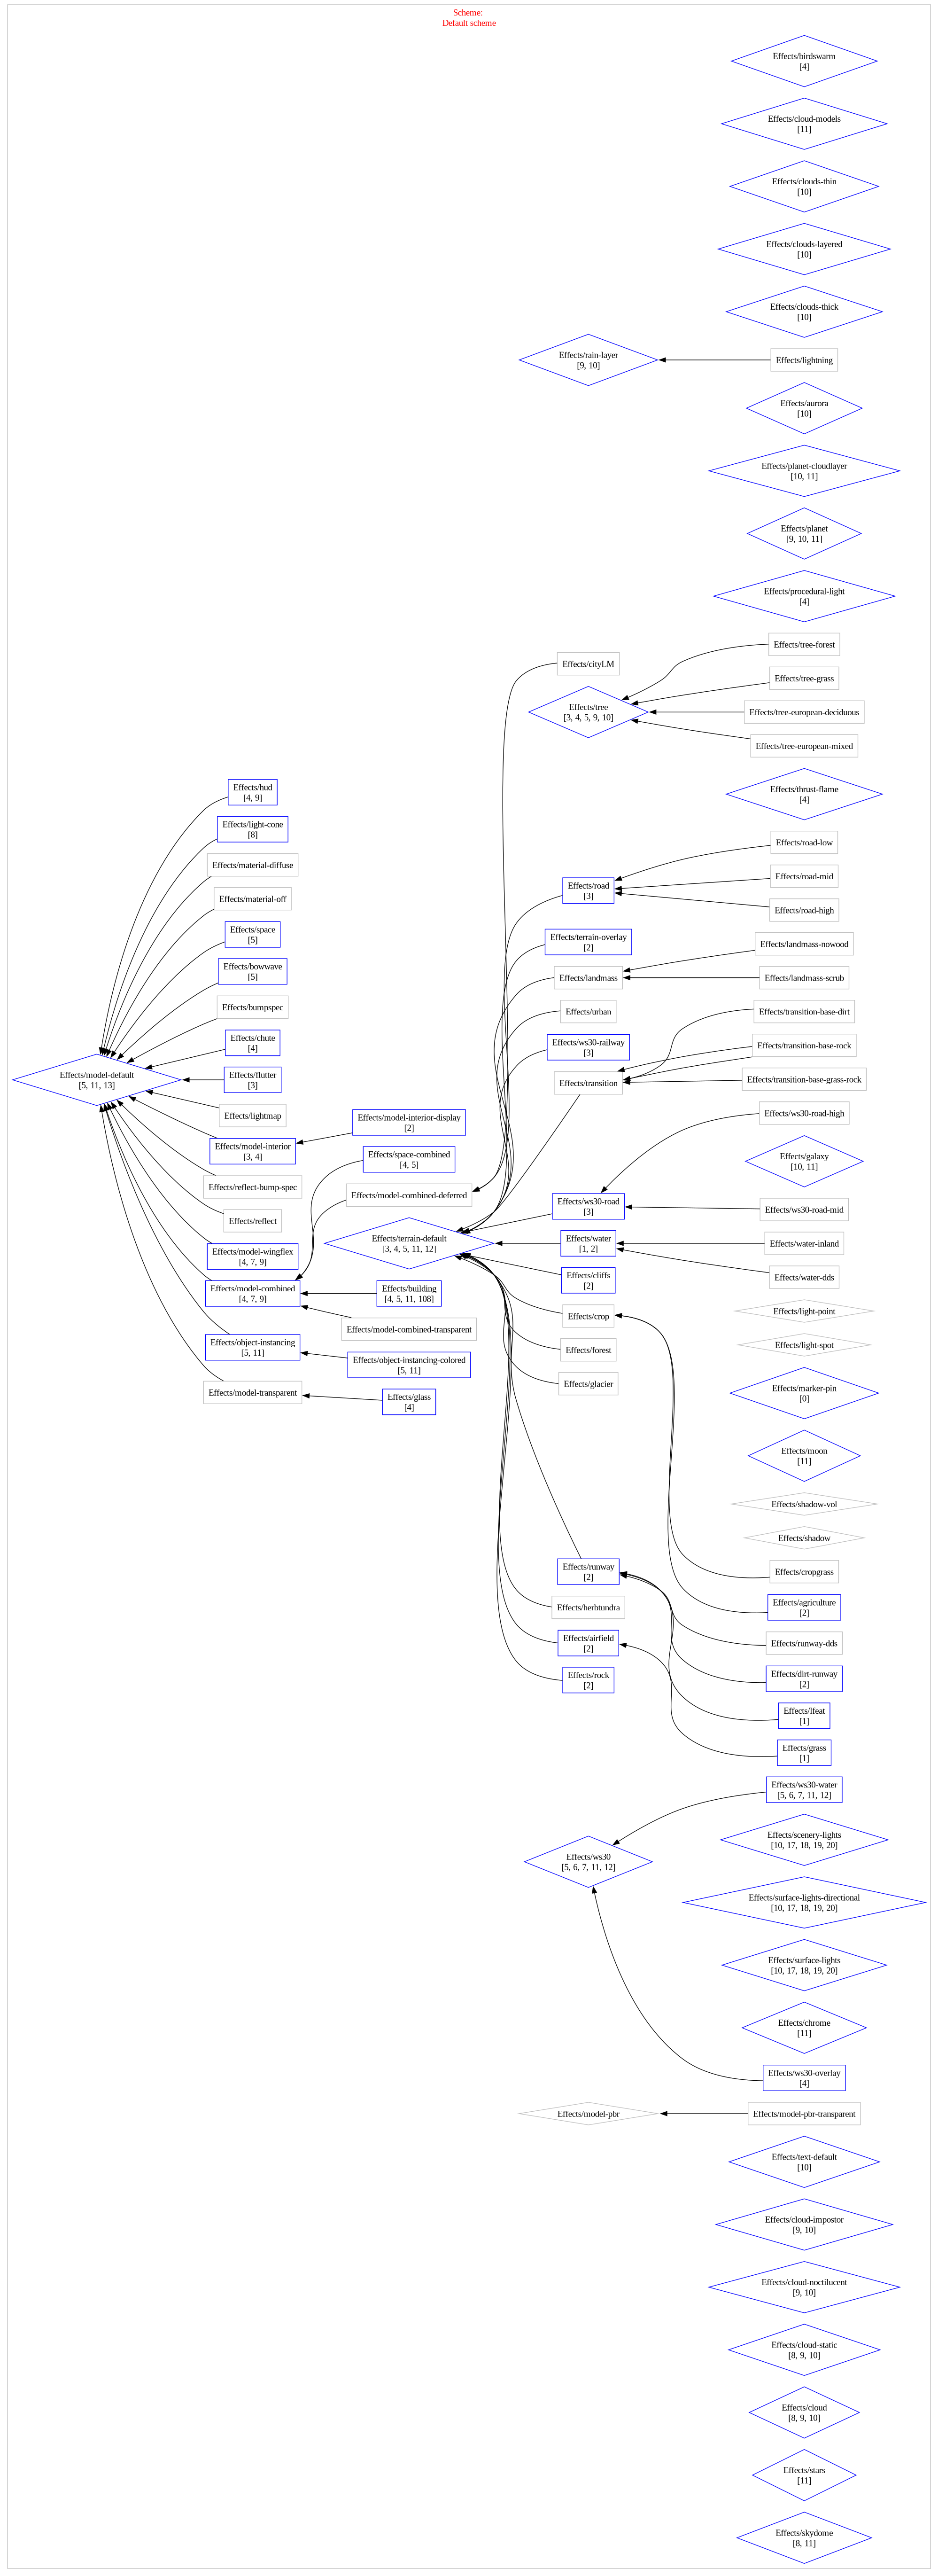 Scheme:
Default scheme
Effects/birdswarm
[4]
Effects/cloud-models
[11]
Effects/clouds-thin
[10]
Effects/clouds-layered
[10]
Effects/clouds-thick
[10]
Effects/rain-layer
[9, 10]
Effects/lightning
Effects/aurora
[10]
Effects/planet-cloudlayer
[10, 11]
Effects/planet
[9, 10, 11]
Effects/procedural-light
[4]
Effects/tree-forest
Effects/cityLM
Effects/tree-grass
Effects/tree
[3, 4, 5, 9, 10]
Effects/tree-european-deciduous
Effects/tree-european-mixed
Effects/hud
[4, 9]
Effects/thrust-flame
[4]
Effects/light-cone
[8]
Effects/road-low
Effects/material-diffuse
Effects/road-mid
Effects/road
[3]
Effects/material-off
Effects/road-high
Effects/space
[5]
Effects/terrain-overlay
[2]
Effects/landmass-nowood
Effects/bowwave
[5]
Effects/landmass
Effects/landmass-scrub
Effects/bumpspec
Effects/urban
Effects/transition-base-dirt
Effects/chute
[4]
Effects/ws30-railway
[3]
Effects/transition-base-rock
Effects/model-default
[5, 11, 13]
Effects/flutter
[3]
Effects/transition
Effects/transition-base-grass-rock
Effects/lightmap
Effects/model-interior-display
[2]
Effects/ws30-road-high
Effects/model-interior
[3, 4]
Effects/space-combined
[4, 5]
Effects/galaxy
[10, 11]
Effects/reflect-bump-spec
Effects/model-combined-deferred
Effects/ws30-road
[3]
Effects/ws30-road-mid
Effects/reflect
Effects/terrain-default
[3, 4, 5, 11, 12]
Effects/water
[1, 2]
Effects/water-inland
Effects/model-wingflex
[4, 7, 9]
Effects/cliffs
[2]
Effects/water-dds
Effects/model-combined
[4, 7, 9]
Effects/building
[4, 5, 11, 108]
Effects/crop
Effects/light-point
Effects/model-combined-transparent
Effects/object-instancing
[5, 11]
Effects/forest
Effects/light-spot
Effects/object-instancing-colored
[5, 11]
Effects/glacier
Effects/model-transparent
Effects/glass
[4]
Effects/marker-pin
[0]
Effects/moon
[11]
Effects/shadow-vol
Effects/shadow
Effects/runway
[2]
Effects/cropgrass
Effects/herbtundra
Effects/agriculture
[2]
Effects/airfield
[2]
Effects/runway-dds
Effects/rock
[2]
Effects/dirt-runway
[2]
Effects/lfeat
[1]
Effects/grass
[1]
Effects/ws30-water
[5, 6, 7, 11, 12]
Effects/scenery-lights
[10, 17, 18, 19, 20]
Effects/ws30
[5, 6, 7, 11, 12]
Effects/surface-lights-directional
[10, 17, 18, 19, 20]
Effects/surface-lights
[10, 17, 18, 19, 20]
Effects/chrome
[11]
Effects/ws30-overlay
[4]
Effects/model-pbr
Effects/model-pbr-transparent
Effects/text-default
[10]
Effects/cloud-impostor
[9, 10]
Effects/cloud-noctilucent
[9, 10]
Effects/cloud-static
[8, 9, 10]
Effects/cloud
[8, 9, 10]
Effects/stars
[11]
Effects/skydome
[8, 11]